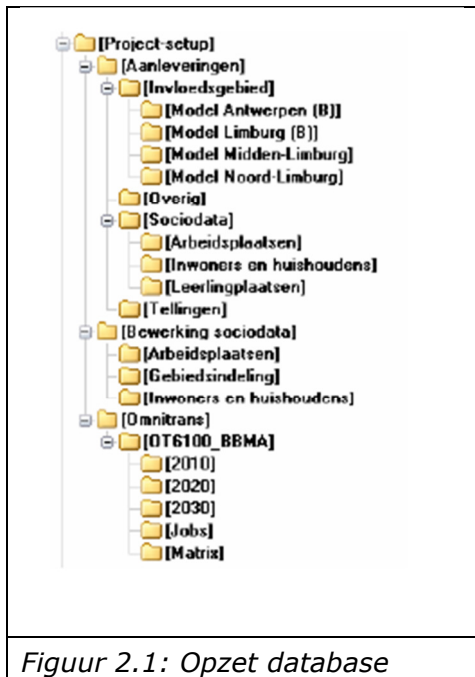 [Project-setup]
[Aanleveringen]
[Invloedsgebied]
[Model Antwerpen (B)]
[Model Limburg (B)]
[Model Midden-Limburg]
[Model Noord-Limburg]
[Overig]
[Sociodata]
[Arbeidsplaatsen]
[Inwoners en huishoudens]
[Leerlingplaatsen]
[Tellingen]
[Bewerking sociodata]
[Arbeidsplaatsen]
[Gebiedsindeling]
[Inwoners en huishoudens]
[Omnitrans]
[OT6100_BBMA]
[2010]
[2020]
[2030]
[Jobs]
[Matrix]
Figuur 2.1: Opzet database